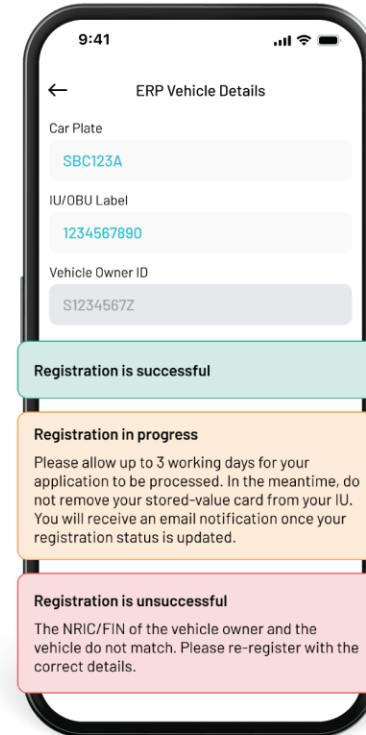 9:41
ERP Vehicle Details
Car Plate
SBC123A
IU/OBU Label
1234567890
Vehicle Owner ID
S1234567Z
Registration is successful
Registration in progress
Please allow up to 3 working days for your
application to be processed. In the meantime, do
not remove your stored-value card from your IU.
You will receive an email notification once your
registration status is updated.
Registration is unsuccessful
The NRIC/FIN of the vehicle owner and the
vehicle do not match. Please re-register with the
correct details.